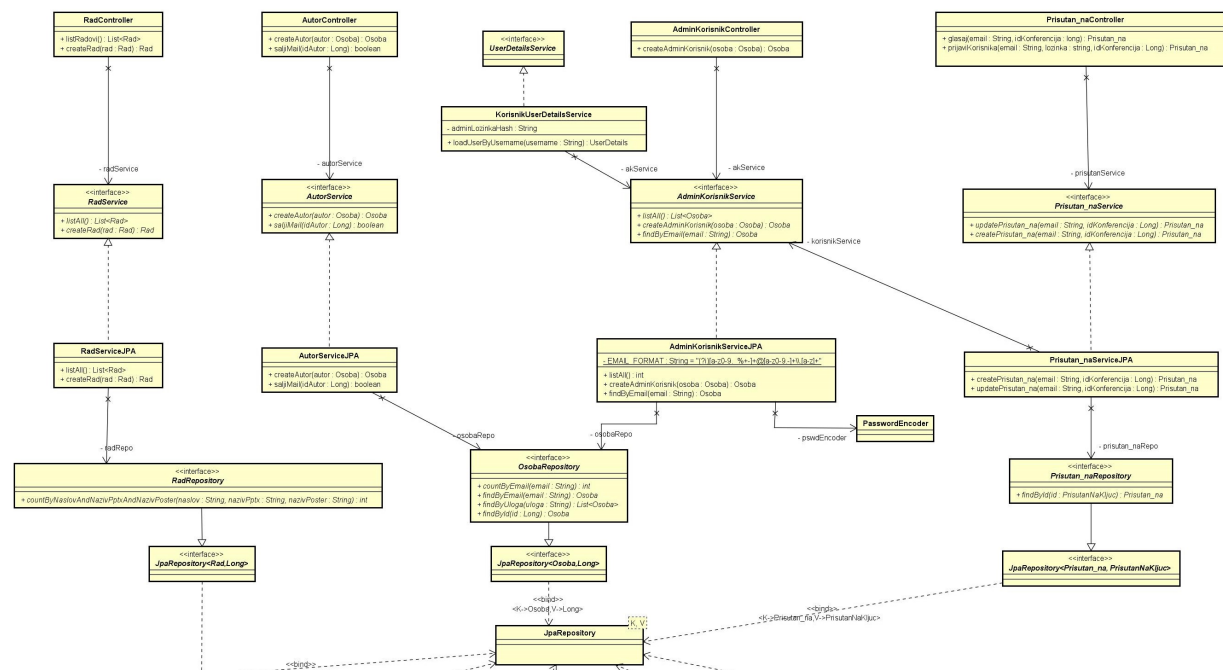 RadController
+ listRadovi() : List<Rad>
+ createRad(rad : Rad) : Rad
AutorController
+ createAutor(autor : Osoba) : Osoba
+ saljiMail(idAutor : Long) : boolean
<<interface>>
UserDetailsService
AdminKorisnikController
+ createAdminKorisnik(osoba : Osoba) : Osoba
Prisutan_naController
+ glasaj(email : String, idKonferencija : long) : Prisutan_na
+ prijaviKorisnika(email : String, lozinka : string, idKonferencija : Long) : Prisutan_na
KorisnikUserDetailsService
- adminLozinkaHash : String
+ loadUserByUsername(username : String) : UserDetails
- radService
- autorService
- akService
- akService
- prisutanService
<<interface>>
RadService
+ listAll() : List<Rad>
+ createRad(rad : Rad) : Rad
<<interface>>
AutorService
+ createAutor(autor : Osoba) : Osoba
+ saljiMail(idAutor : Long) : boolean
<<interface>>
AdminKorisnikService
+ listAll() : List<Osoba>
+ createAdminKorisnik(osoba : Osoba) : Osoba
+ findByEmail(email : String) : Osoba
<<interface>>
Prisutan_naService
+ updatePrisutan_na(email : String, idKonferencija : Long) : Prisutan_na
+ createPrisutan_na(email : String, idKonferencija : Long) : Prisutan_na
- korisnikService
RadServiceJPA
+ listAll() : List<Rad>
+ createRad(rad : Rad) : Rad
AutorServiceJPA
+ createAutor(autor : Osoba) : Osoba
+ saljiMail(idAutor : Long) : boolean
AdminKorisnikServiceJPA
- EMAIL_FORMAT : String =
+ listAll() : int
+ createAdminKorisnik(osoba : Osoba) : Osoba
+ findByEmail(email : String) : Osoba
Prisutan_naServiceJPA
+ createPrisutan_na(email : String, idKonferencija : Long) : Prisutan_na
+ updatePrisutan_na(email : String, idKonferencija : Long) : Prisutan_na
PasswordEncoder
- radRepo
- osobaRepo
- osobaRepo
- pswdEncoder
- prisutan_naRepo
<<interface>>
RadRepository
+ countByNaslovAndNazivPptxAndNazivPoster(naslov : String, nazivPptx : String, nazivPoster : String) : int
<<interface>>
OsobaRepository
+ countByEmail(email : String) : int
+ findByEmail(email : String) : Osoba
+ findByUloga(uloga : String) : List<Osoba>
+ findById(id : Long) : Osoba
<<interface>>
Prisutan_naRepository
+ findById(id : PrisutanNaKljuc) : Prisutan_na
<<interface>>
JpaRepository<Rad,Long>
<<interface>>
JpaRepository<Osoba,Long>
<<interface>>
JpaRepository<Prisutan_na, PrisutanNaKljuc>
<<bind>>
<K->Osoba,V->Long>
<<bind>>
<K->Prisutan_na,V->PrisutanNaKljuc>
K, V
JpaRepository
<<bind>>